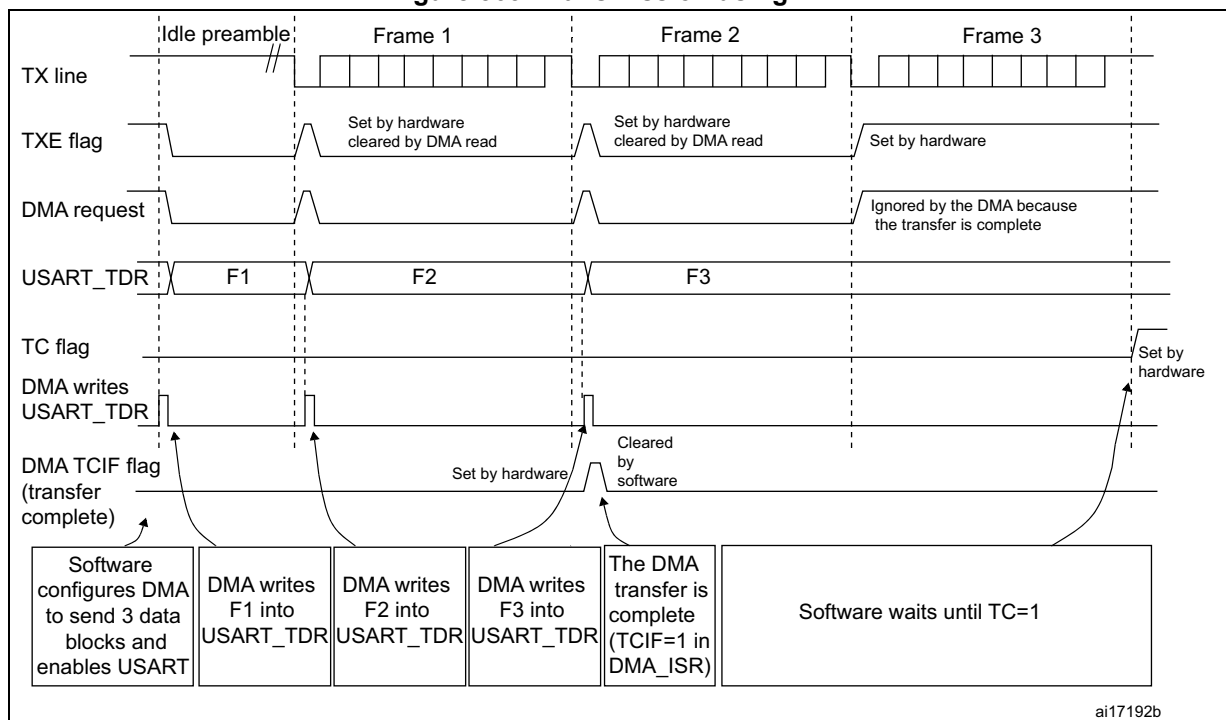 Idle preamble
Frame 1
Frame 2
Frame 3
TX line
TXE flag
Set by hardware
cleared by DMA read
Set by hardware
cleared by DMA read
Set by hardware
DMA request
Ignored by the DMA because
the transfer is complete
USART_TDR
F1
F2
F3
TC flag
Set by
hardware
DMA writes
USART_TDR
DMA TCIF flag
(transfer
complete)
Set by hardware
Cleared
by
software
Software
configures DMA
to send 3 data
blocks and
enables USART
DMA writes
F1 into
USART_TDR
DMA writes
F2 into
USART_TDR
DMA writes
F3 into
USART_TDR
The DMA
transfer is
complete
(TCIF=1 in
DMA_ISR)
Software waits until TC=1
ai17192b